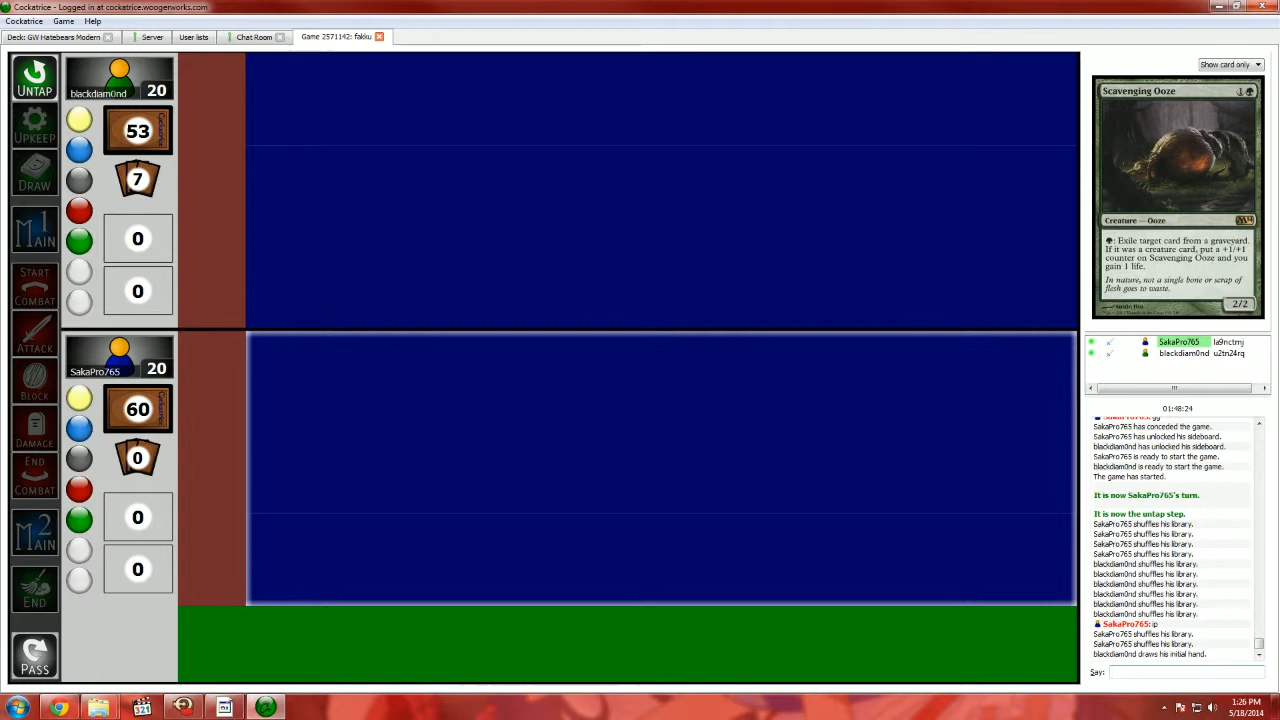 Cockatrice - Logged in at cockatrice.woogerworks.com
Cockatrice Game Help
Deck: GW Hatebears Modern
Server
User lists
Chat Room
Game 2571142: fakku
UNTAP
UPKEEP
DRAW
M1 MAIN
START COMBAT
ATTACK
BLOCK
DAMAGE
END COMBAT
M2 MAIN
END
PASS
blackdiam0nd 20
53
7
0
0
SakaPro765 20
60
0
0
0
Show card only
Scavenging Ooze 1
Creature — Ooze
: Exile target card from a graveyard.
If it was a creature card, put a +1/+1
counter on Scavenging Ooze and you
gain 1 life.
In nature, not a single bone or scrap of
flesh goes to waste.
2/2
SakaPro765 la9nctmj
blackdiam0nd u2tn24rq
01:48:24
SakaPro765: gg
SakaPro765 has conceded the game.
SakaPro765 has unlocked his sideboard.
blackdiam0nd has unlocked his sideboard.
SakaPro765 is ready to start the game.
blackdiam0nd is ready to start the game.
The game has started.
It is now SakaPro765's turn.
It is now the untap step.
SakaPro765 shuffles his library.
SakaPro765 shuffles his library.
SakaPro765 shuffles his library.
SakaPro765 shuffles his library.
blackdiam0nd shuffles his library.
blackdiam0nd shuffles his library.
blackdiam0nd shuffles his library.
blackdiam0nd shuffles his library.
blackdiam0nd shuffles his library.
blackdiam0nd shuffles his library.
SakaPro765: ip
SakaPro765 shuffles his library.
SakaPro765 shuffles his library.
blackdiam0nd draws his initial hand.
Say:
1:26 PM
5/18/2014